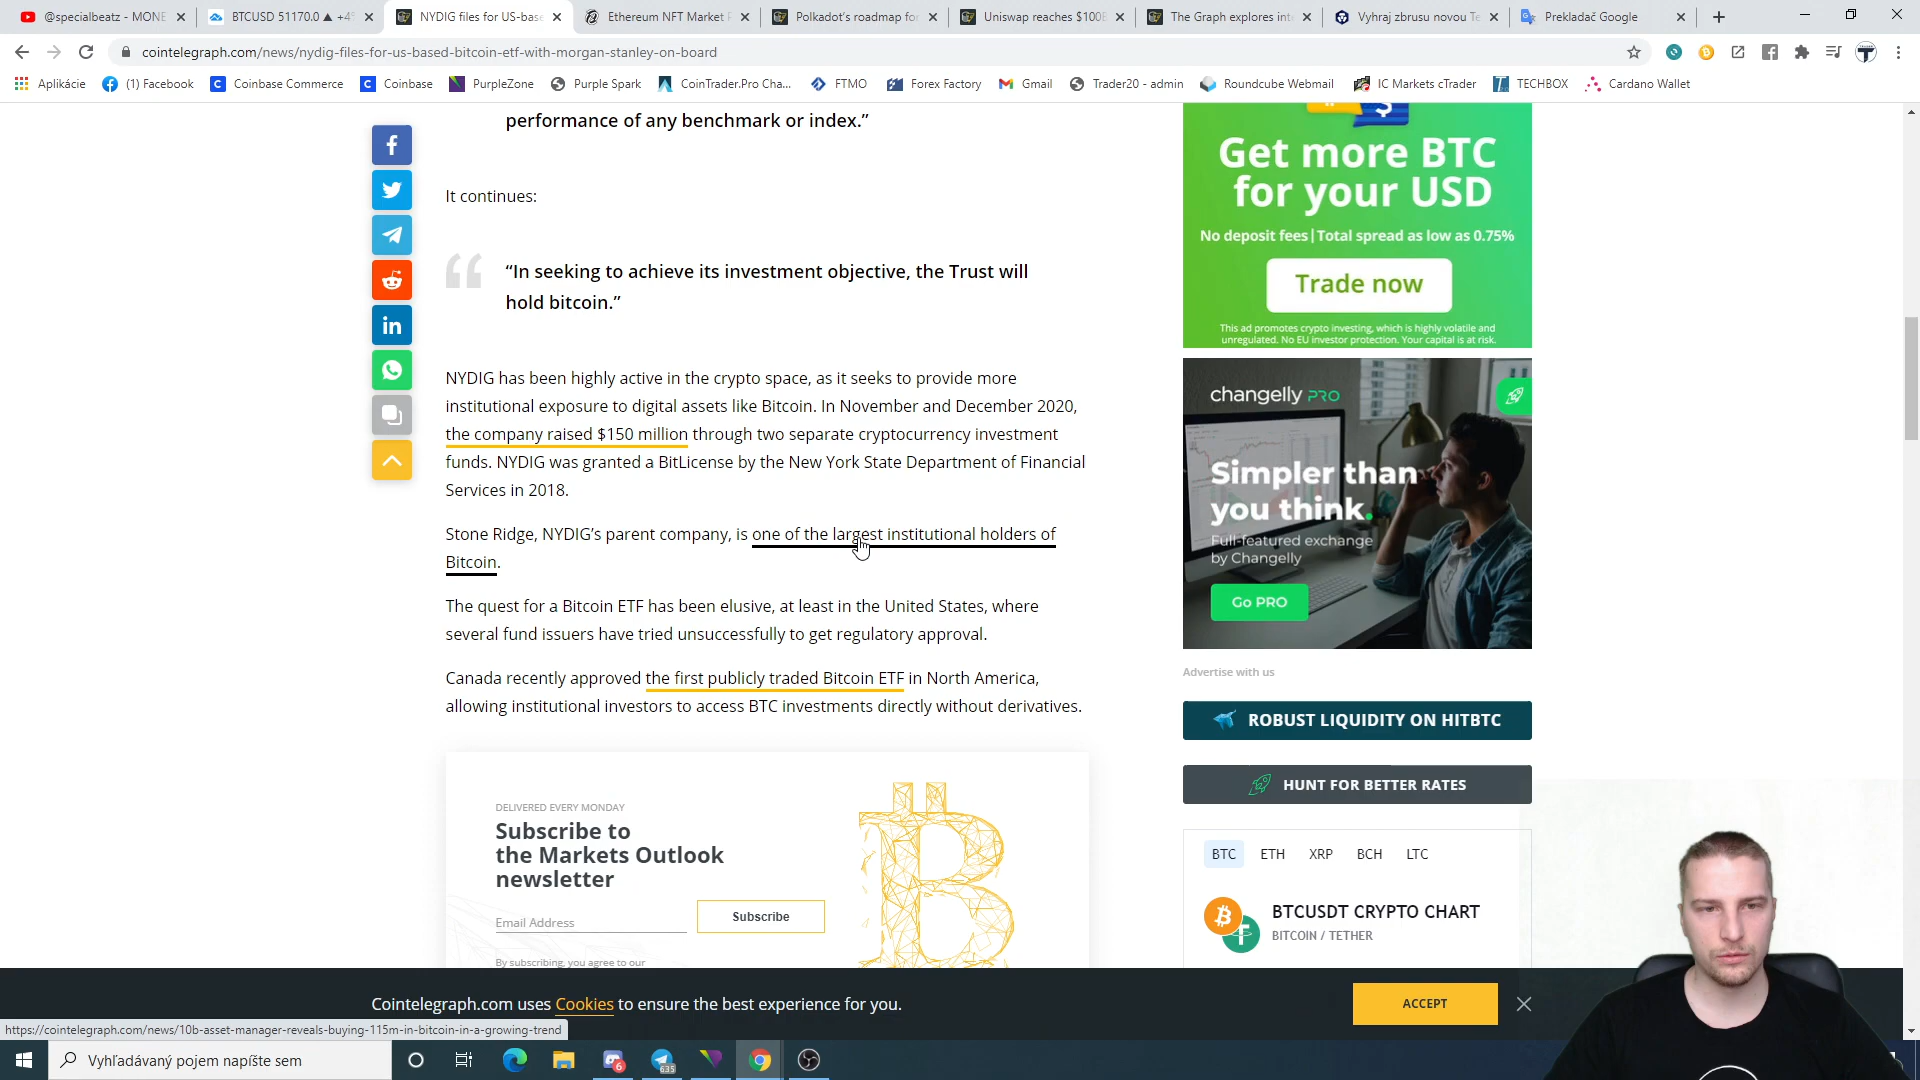 @specialbeatz - MONE
BTCUSD 51170.0 ▲ +4
NYDIG files for US-base
Ethereum NFT Market
Polkadot's roadmap fo
Uniswap reaches $100
The Graph explores int
Vyhraj zbrusu novou Te
Prekladač Google
cointelegraph.com/news/nydig-files-for-us-based-bitcoin-etf-with-morgan-stanley-on-board
Aplikácie
(1) Facebook
Coinbase Commerce
Coinbase
PurpleZone
Purple Spark
CoinTrader.Pro Cha...
FTMO
Forex Factory
Gmail
Trader20 - admin
Roundcube Webmail
IC Markets cTrader
TECHBOX
Cardano Wallet
performance of any benchmark or index.”
It continues:
“In seeking to achieve its investment objective, the Trust will
hold bitcoin.”
NYDIG has been highly active in the crypto space, as it seeks to provide more
institutional exposure to digital assets like Bitcoin. In November and December 2020,
the company raised $150 million through two separate cryptocurrency investment
funds. NYDIG was granted a BitLicense by the New York State Department of Financial
Services in 2018.
Stone Ridge, NYDIG’s parent company, is one of the largest institutional holders of
Bitcoin.
The quest for a Bitcoin ETF has been elusive, at least in the United States, where
several fund issuers have tried unsuccessfully to get regulatory approval.
Canada recently approved the first publicly traded Bitcoin ETF in North America,
allowing institutional investors to access BTC investments directly without derivatives.
DELIVERED EVERY MONDAY
Subscribe to
the Markets Outlook
newsletter
Email Address
Subscribe
By subscribing, you agree to our
Get more BTC
for your USD
No deposit fees | Total spread as low as 0.75%
Trade now
This ad promotes crypto investing, which is highly volatile and
unregulated. No EU investor protection. Your capital is at risk.
changelly PRO
Simpler than
you think.
Full-featured exchange
by Changelly
Go PRO
Advertise with us
ROBUST LIQUIDITY ON HITBTC
HUNT FOR BETTER RATES
BTC ETH XRP BCH LTC
BTCUSDT CRYPTO CHART
BITCOIN / TETHER
Cointelegraph.com uses Cookies to ensure the best experience for you.
ACCEPT
https://cointelegraph.com/news/10b-asset-manager-reveals-buying-115m-in-bitcoin-in-a-growing-trend
Vyhľadávaný pojem napíšte sem
6
635